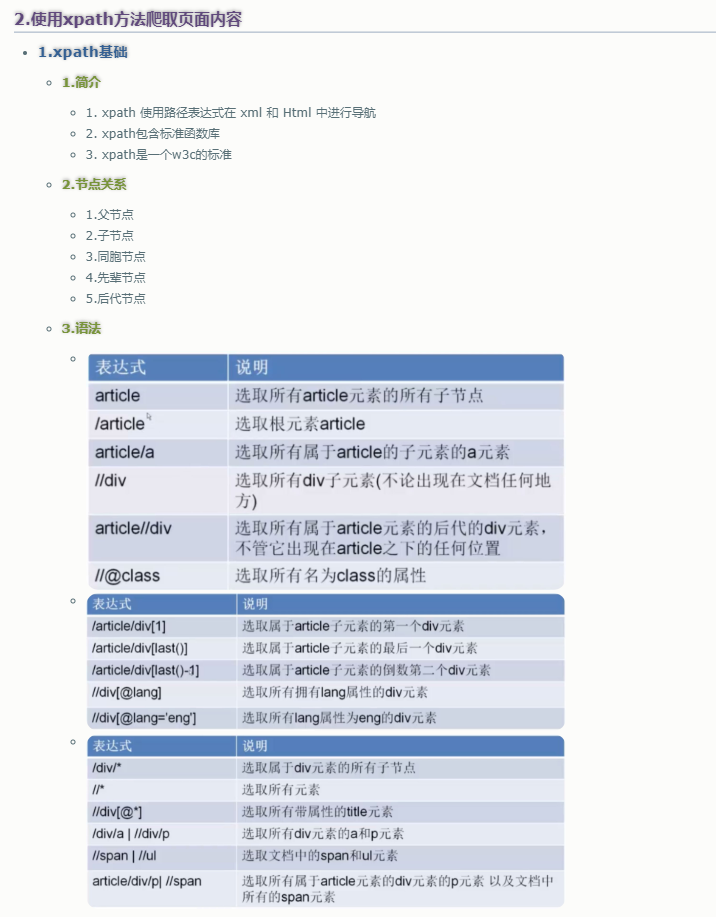 2.使用xpath方法爬取页面内容
1.xpath基础
1.简介
1. xpath 使用路径表达式在 xml 和 Html 中进行导航
2. xpath包含标准函数库
3. xpath是一个w3c的标准
2.节点关系
1.父节点
2.子节点
3.同胞节点
4.先辈节点
5.后代节点
3.语法
表达式 说明
article 选取所有article元素的所有子节点
/article 选取根元素article
article/a 选取所有属于article的子元素的a元素
//div 选取所有div子元素(不论出现在文档任何地
方)
article//div 选取所有属于article元素的后代的div元素，
不管它出现在article之下的任何位置
//@class 选取所有名为class的属性
表达式 说明
/article/div[1] 选取属于article子元素的第一个div元素
/article/div[last()] 选取属于article子元素的最后一个div元素
/article/div[last()-1] 选取属于article子元素的倒数第二个div元素
//div[@lang] 选取所有拥有lang属性的div元素
//div[@lang='eng'] 选取所有lang属性为eng的div元素
表达式 说明
/div/* 选取属于div元素的所有子节点
//* 选取所有元素
//div[@*] 选取所有带属性的title元素
/div/a | //div/p 选取所有div元素的a和p元素
//span | //ul 选取文档中的span和ul元素
article/div/p| //span 选取所有属于article元素的div元素的p元素 以及文档中
所有的span元素